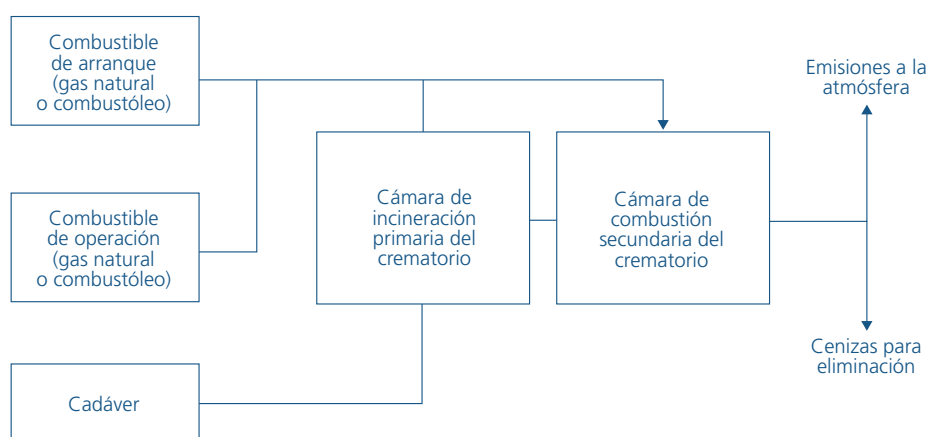 Combustible
de arranque
(gas natural
o combustóleo)
Emisiones a la
atmósfera
Combustible
de operación
(gas natural
o combustóleo)
Cámara de
incineración
primaria del
crematorio
Cámara de
combustión
secundaria del
crematorio
Cadáver
Cenizas para
eliminación